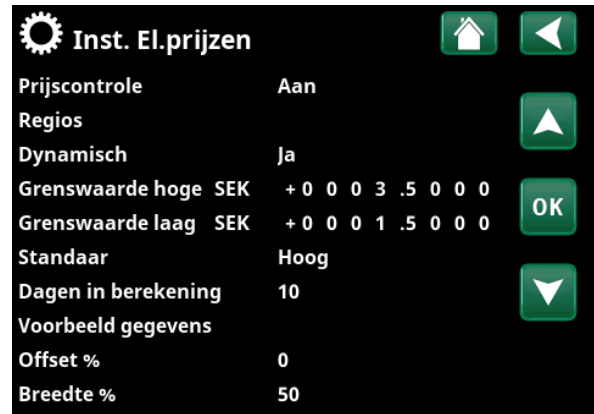 Inst. El.prijzen
Prijscontrole Aan
Regios
Dynamisch Ja
Grenswaarde hoge SEK +0 0 0 3 .5 0 0 0
Grenswaarde laag SEK +0 0 0 1 .5 0 0 0
OK
Standaar Hoog
Dagen in berekening 10
Voorbeeld gegevens
Offset % 0
Breedte % 50